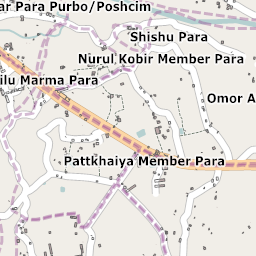 ar Para Purbo/Poshcim
Shishu Para
Nurul Kobir Member Para
ilu Marma Para
Omor A
Pattkhaiya Member Para